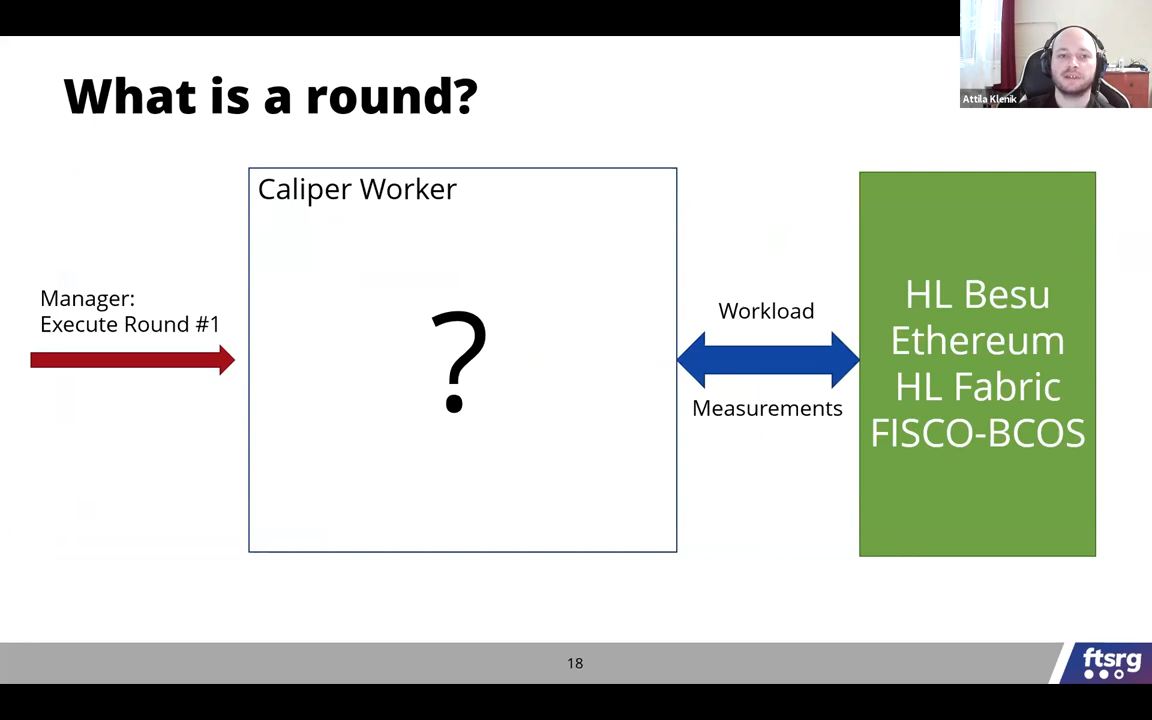 What is a round?
Attila Klenik
Caliper Worker
Manager:
Execute Round #1
?
Workload
Measurements
HL Besu
Ethereum
HL Fabric
FISCO-BCOS
18
ftsrg